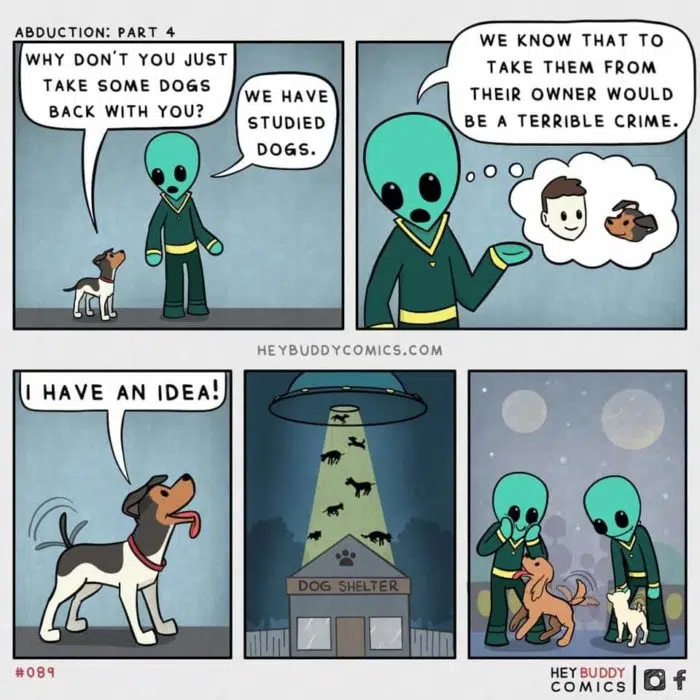 ABDUCTION: PART 4
WHY DON'T YOU JUST
TAKE SOME DOGS
BACK WITH YOU?
WE HAVE
STUDIED
DOGS.
WE KNOW THAT TO
TAKE THEM FROM
THEIR OWNER WOULD
BE A TERRIBLE CRIME.
HEYBUDDYCOMICS.COM
I HAVE AN IDEA!
DOG SHELTER
#089
HEY BUDDY
COMICS